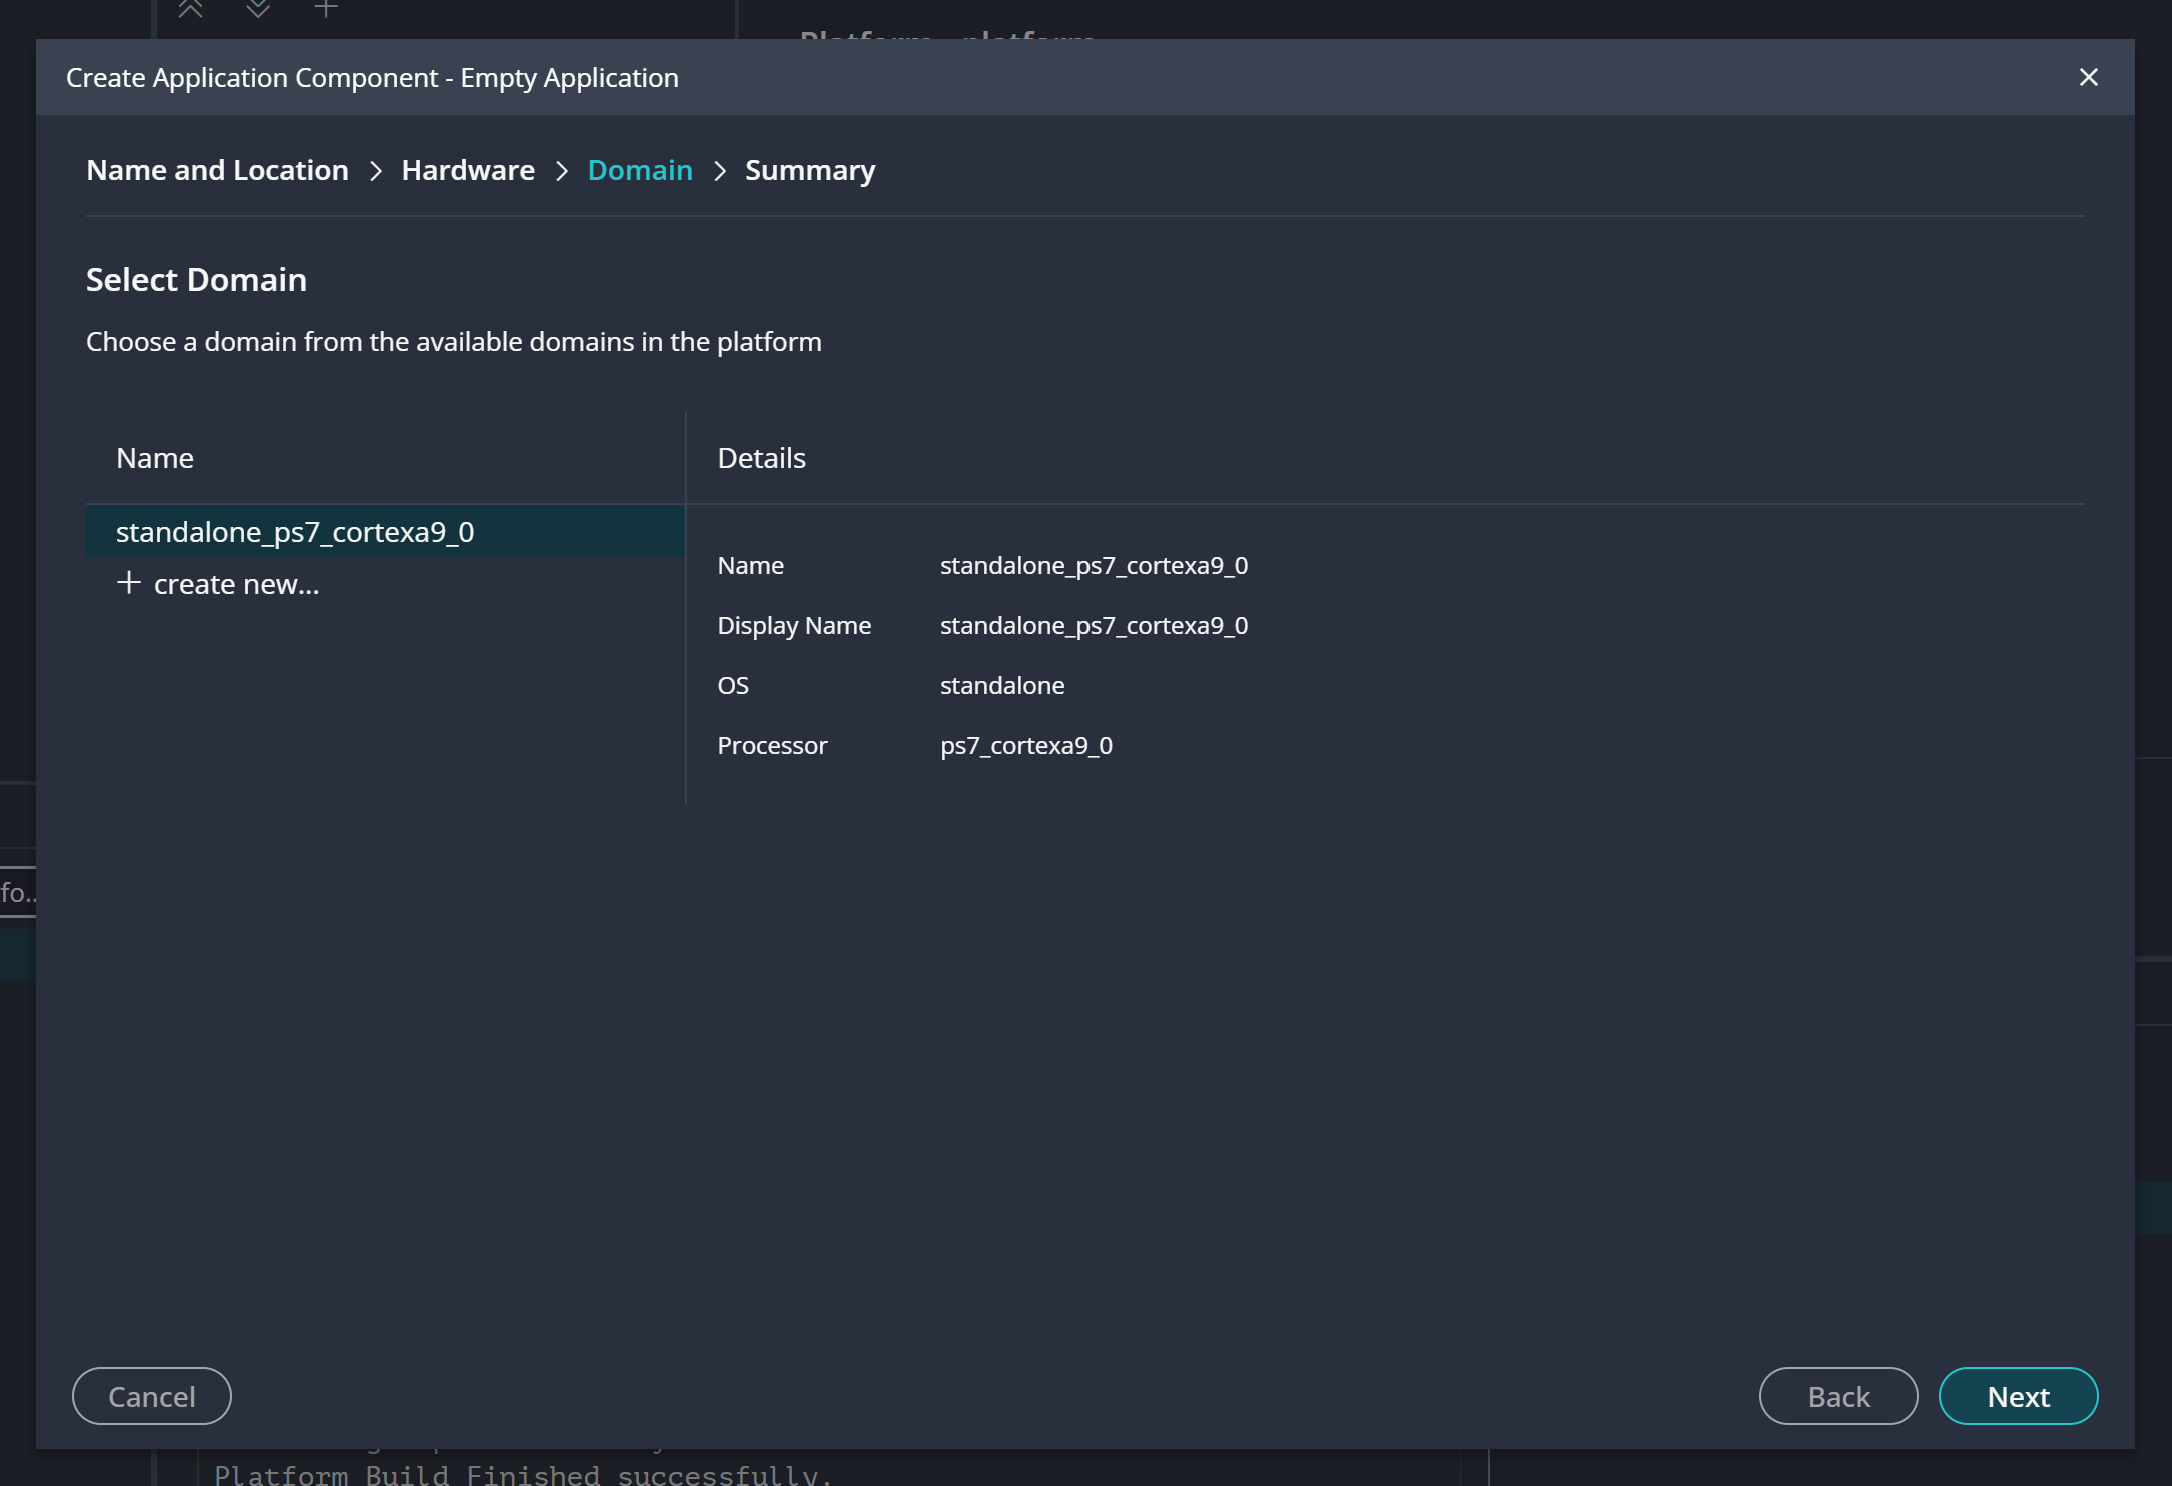 Platform platform
Create Application Component - Empty Application
Name and Location > Hardware > Domain > Summary
Select Domain
Choose a domain from the available domains in the platform
Name
Details
standalone_ps7_cortexa9_0
+ create new...
Name standalone_ps7_cortexa9_0
Display Name standalone_ps7_cortexa9_0
OS standalone
Processor ps7_cortexa9_0
fo..
Cancel
Back
Next
Platform Build Finished successfully.